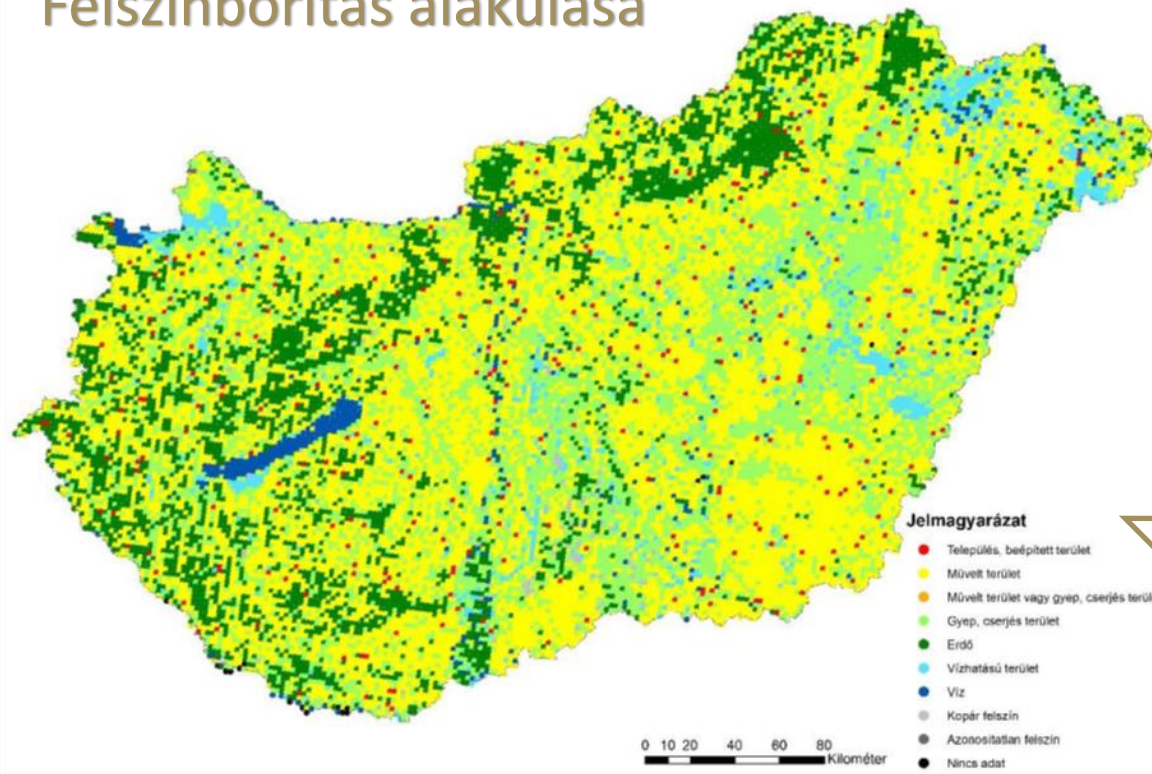 Felszínborítás alakulása
Jelmagyarázat
Település, beépített terület
Művelt terület
Művelt terület vagy gyep, cserjés terül
Gyep, cserjés terület
Erdő
Vízhatású terület
Víz
Kopár felszín
Azonosítatlan felszín
Nincs adat
0 10 20 40 60 80
Kilométer